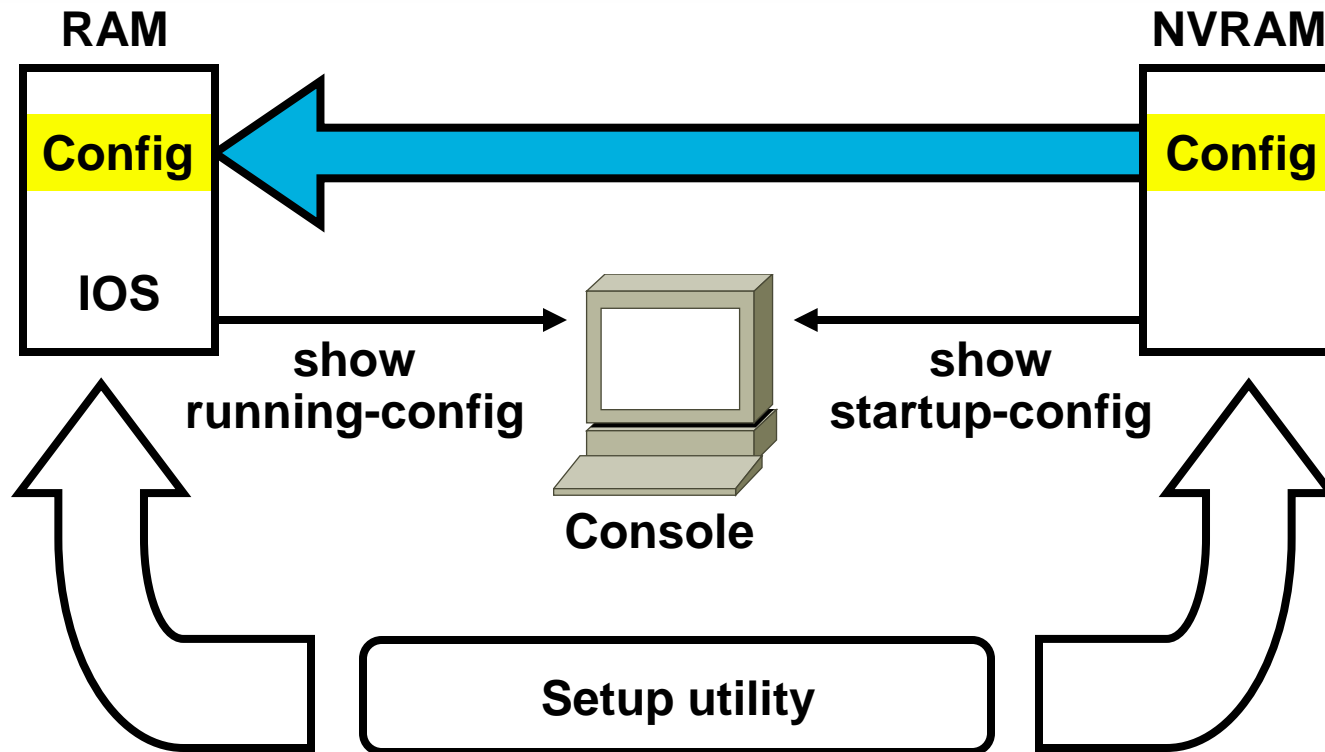 RAM
NVRAM
Config
Config
IOS
show
running-config
show
startup-config
Console
Setup utility